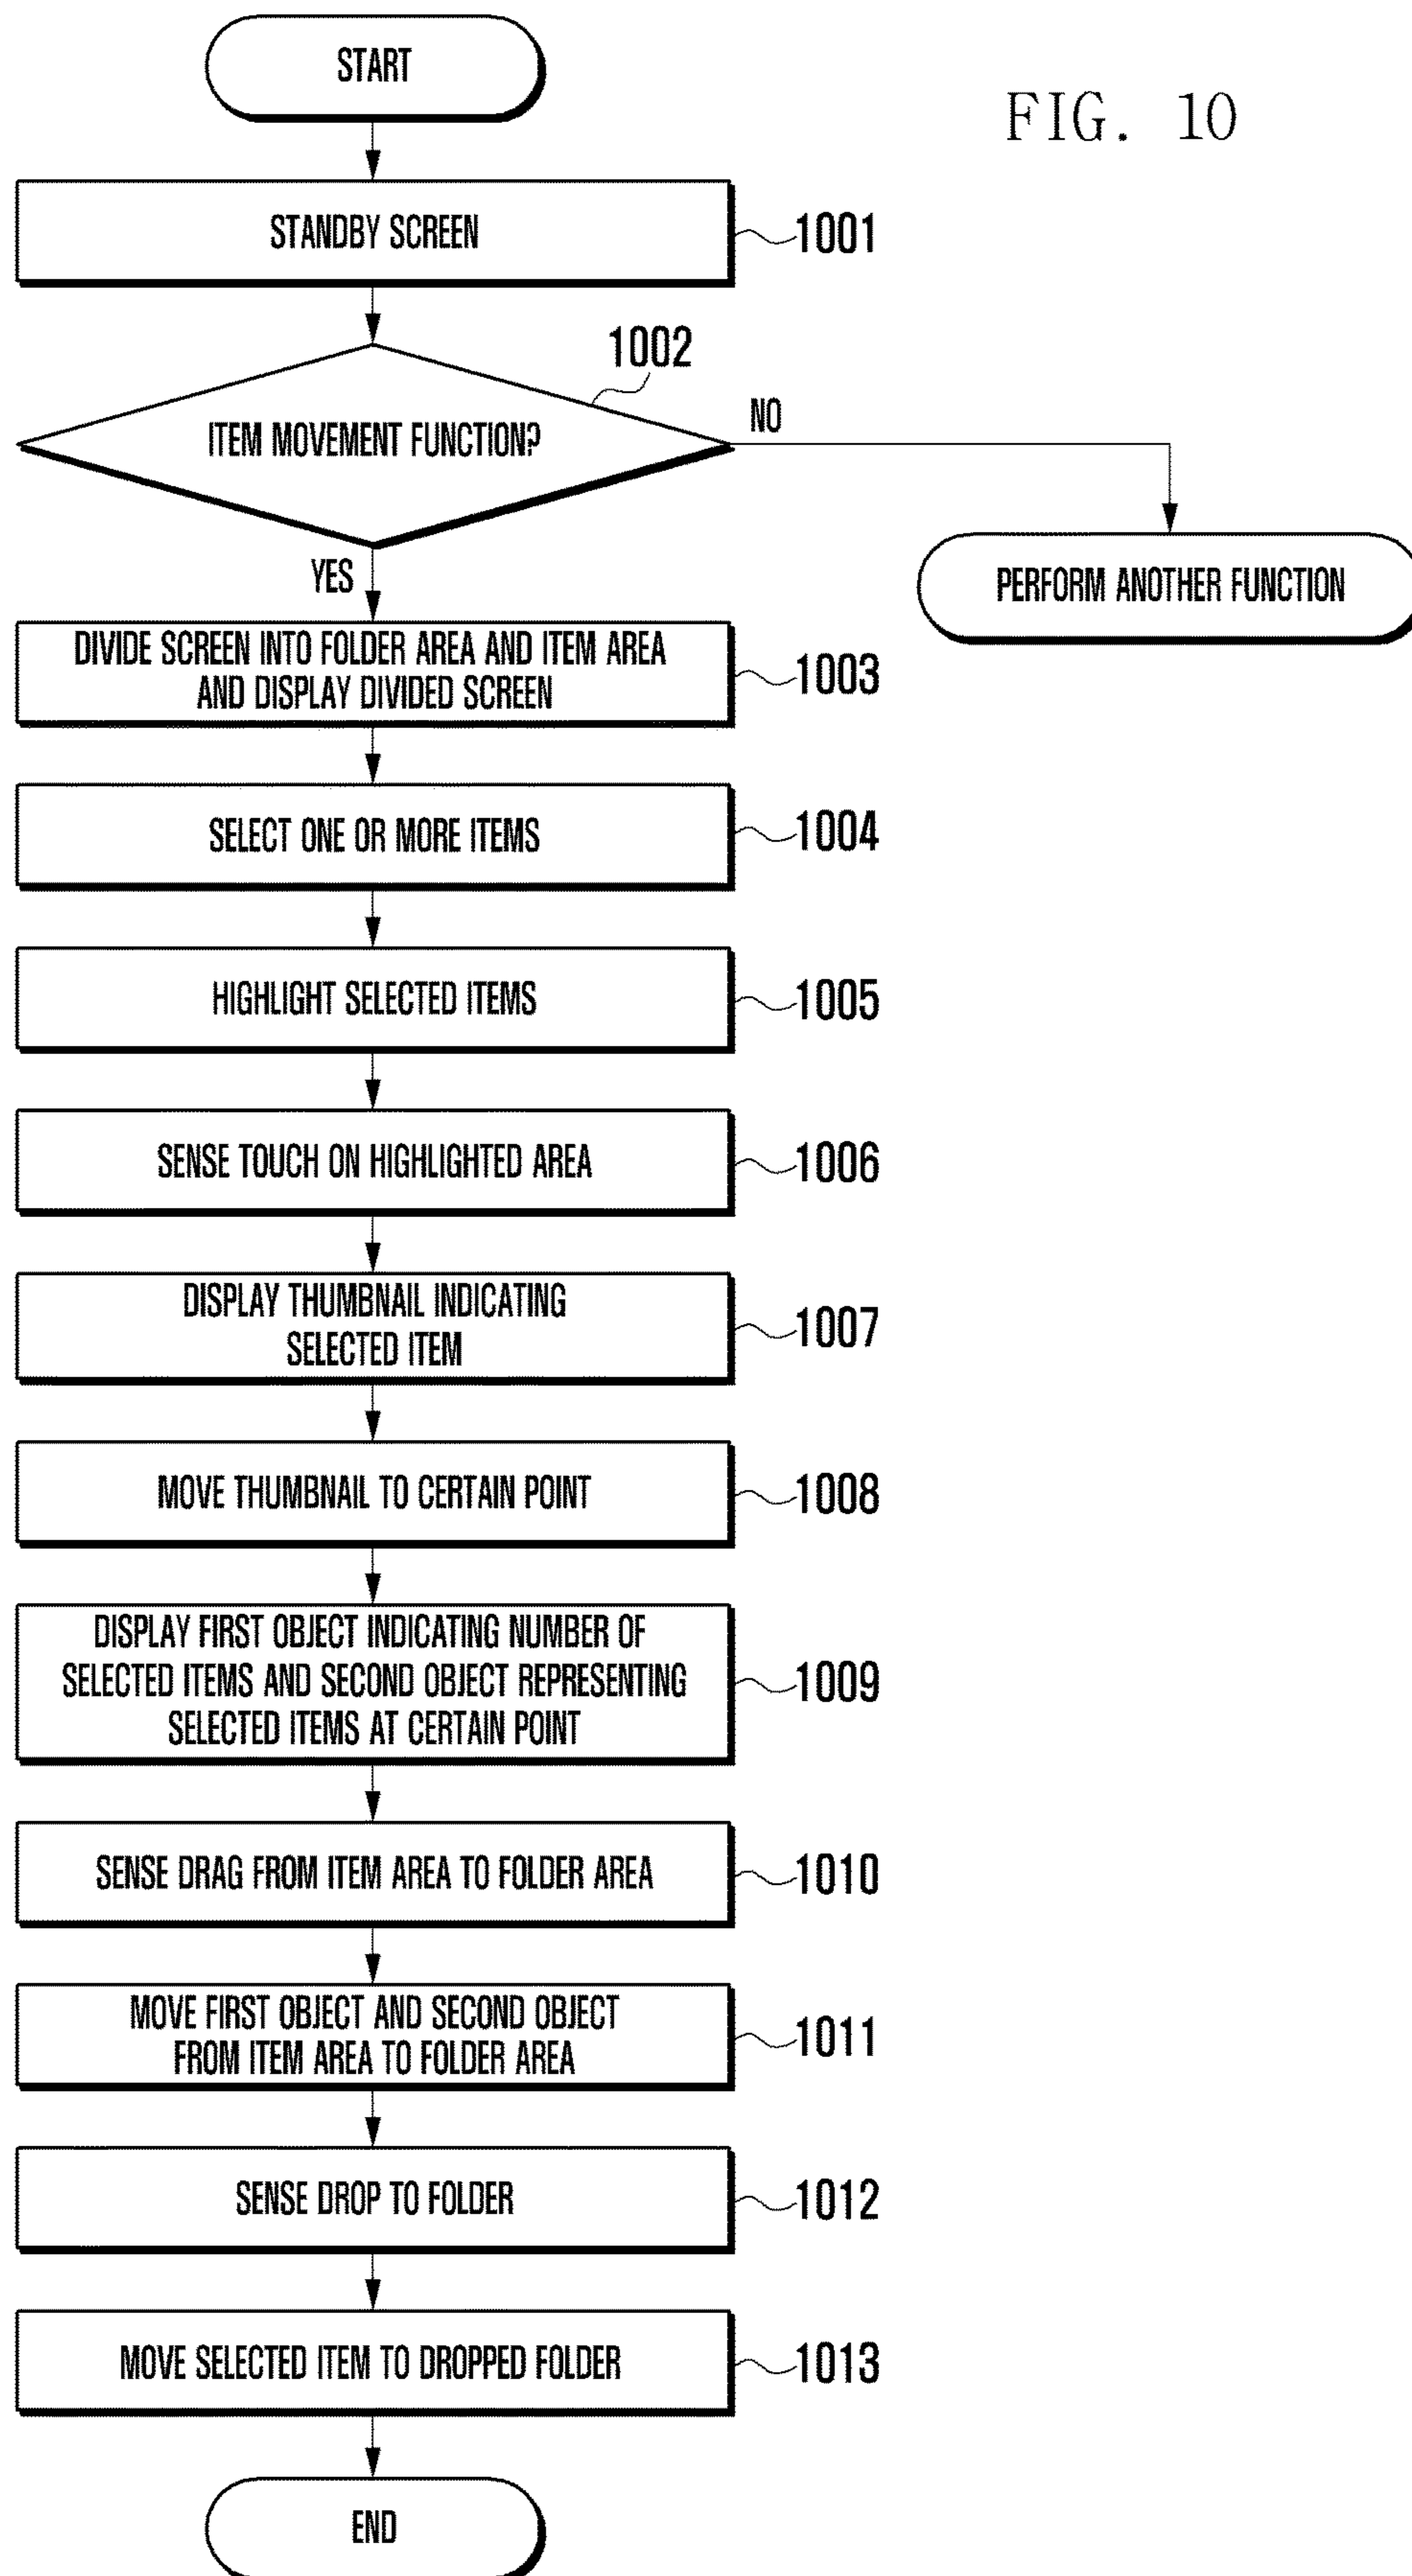 START
FIG. 10
STANDBY SCREEN
1001
1002
ITEM MOVEMENT FUNCTION?
NO
YES
PERFORM ANOTHER FUNCTION
DIVIDE SCREEN INTO FOLDER AREA AND ITEM AREA
AND DISPLAY DIVIDED SCREEN
1003
SELECT ONE OR MORE ITEMS
1004
HIGHLIGHT SELECTED ITEMS
1005
SENSE TOUCH ON HIGHLIGHTED AREA
1006
DISPLAY THUMBNAIL INDICATING
SELECTED ITEM
1007
MOVE THUMBNAIL TO CERTAIN POINT
1008
DISPLAY FIRST OBJECT INDICATING NUMBER OF
SELECTED ITEMS AND SECOND OBJECT REPRESENTING
SELECTED ITEMS AT CERTAIN POINT
1009
SENSE DRAG FROM ITEM AREA TO FOLDER AREA
1010
MOVE FIRST OBJECT AND SECOND OBJECT
FROM ITEM AREA TO FOLDER AREA
1011
SENSE DROP TO FOLDER
1012
MOVE SELECTED ITEM TO DROPPED FOLDER
1013
END